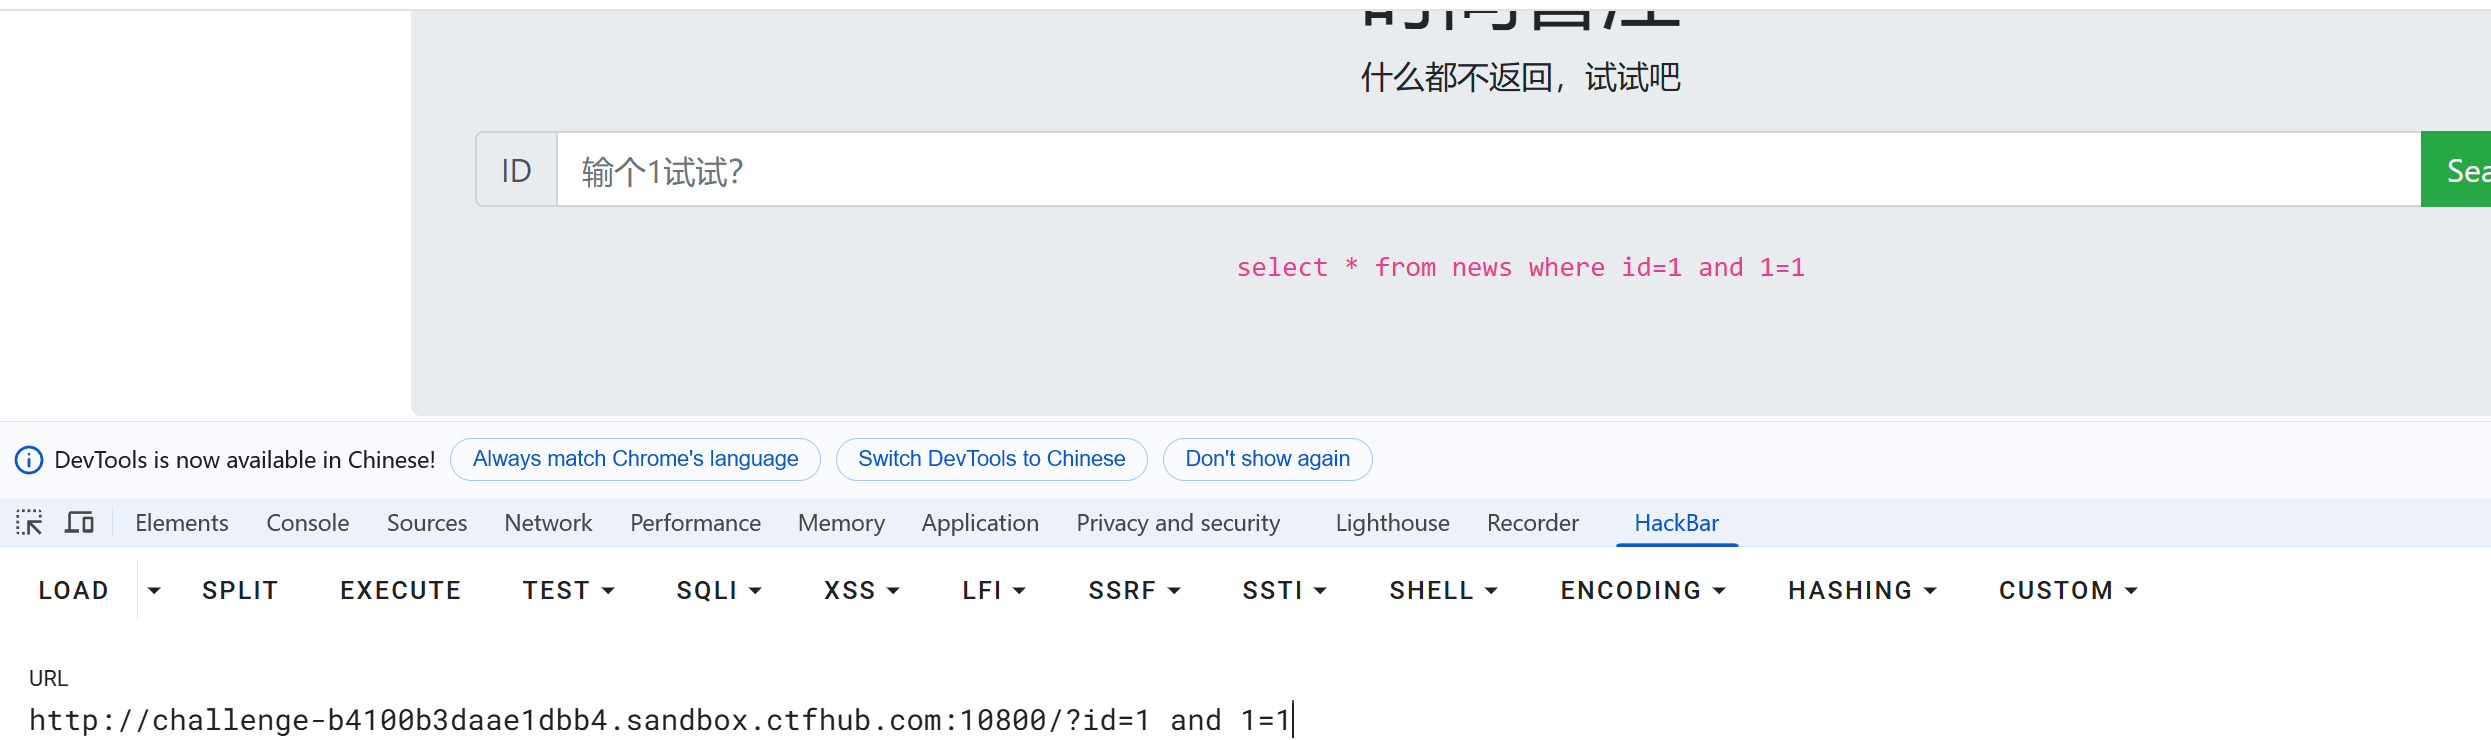 什么都不返回，试试吧
ID
输个1试试？
select * from news where id=1 and 1=1
DevTools is now available in Chinese!
Always match Chrome's language
Switch DevTools to Chinese
Don't show again
Elements Console Sources Network Performance Memory Application Privacy and security Lighthouse Recorder HackBar
LOAD SPLIT EXECUTE TEST SQLI XSS LFI SSRF SSTI SHELL ENCODING HASHING CUSTOM
URL
http://challenge-b4100b3daae1dbb4.sandbox.ctfhub.com:10800/?id=1 and 1=1